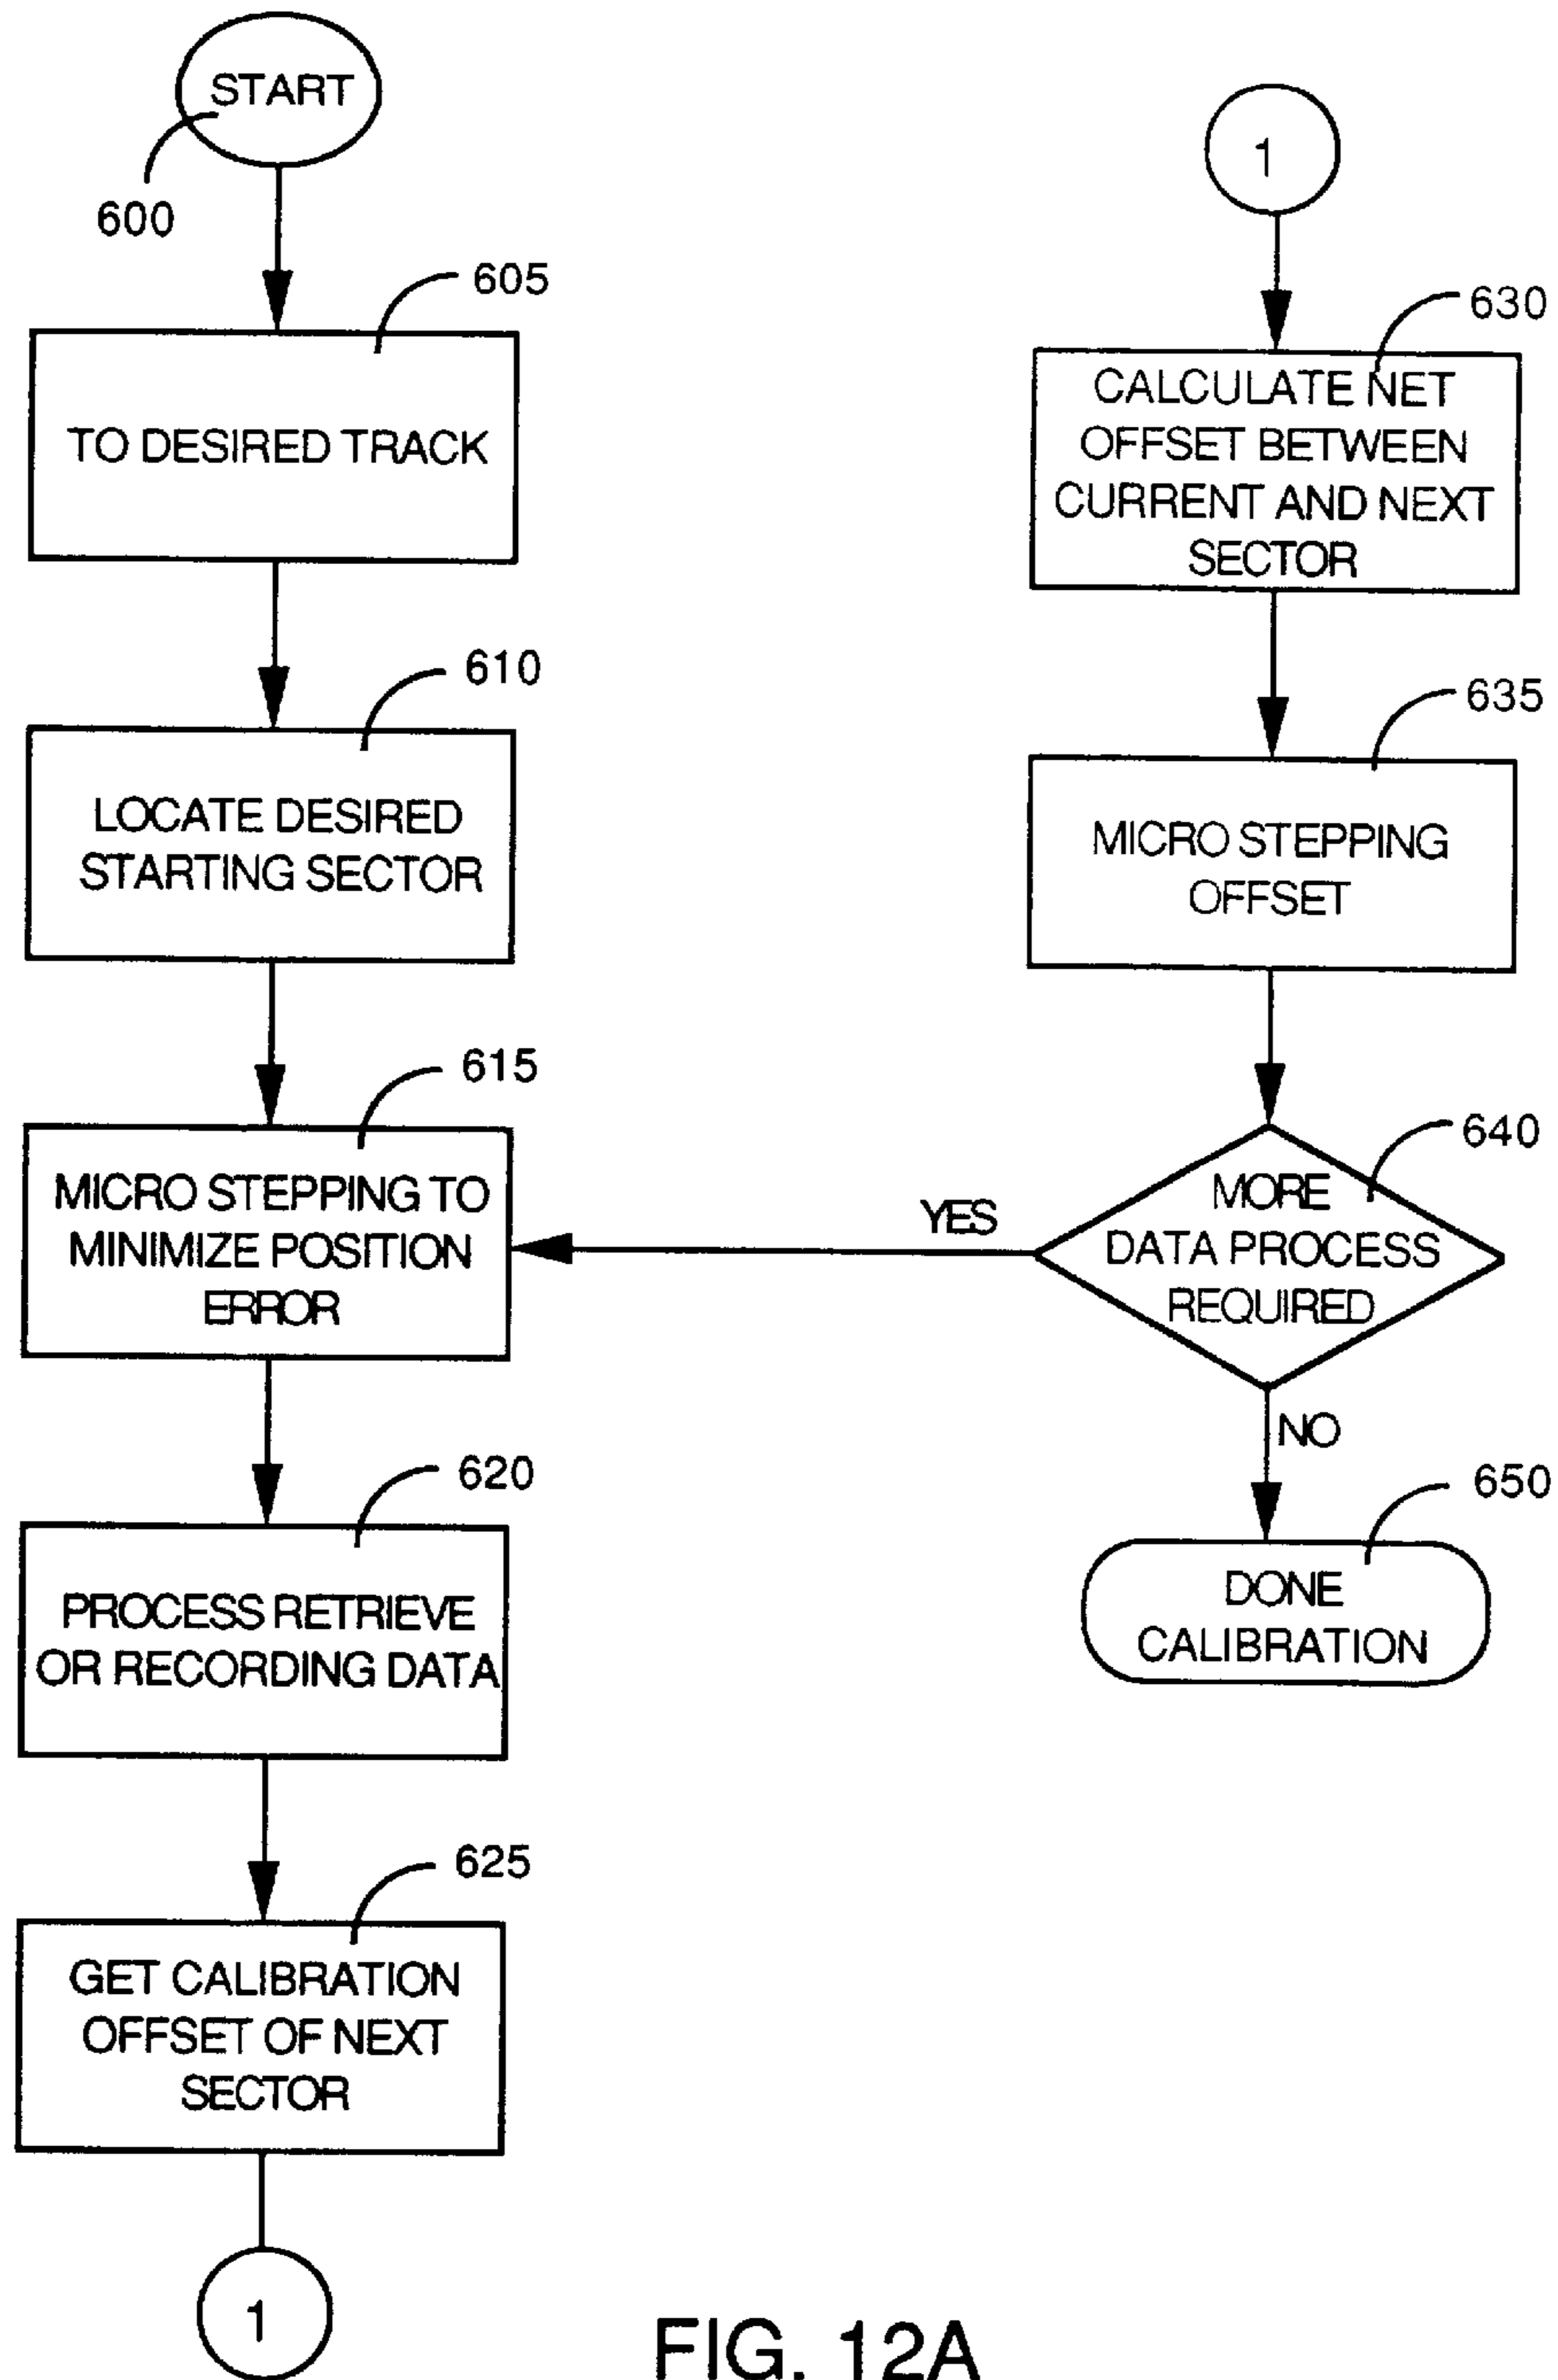 START
600
605
TO DESIRED TRACK
610
LOCATE DESIRED
STARTING SECTOR
615
MICRO STEPPING TO
MINIMIZE POSITION
ERROR
620
PROCESS RETRIEVE
OR RECORDING DATA
625
GET CALIBRATION
OFFSET OF NEXT
SECTOR
1
1
630
CALCULATE NET
OFFSET BETWEEN
CURRENT AND NEXT
SECTOR
635
MICRO STEPPING
OFFSET
640
MORE
DATA PROCESS
REQUIRED
YES
NO
650
DONE
CALIBRATION
FIG. 12A